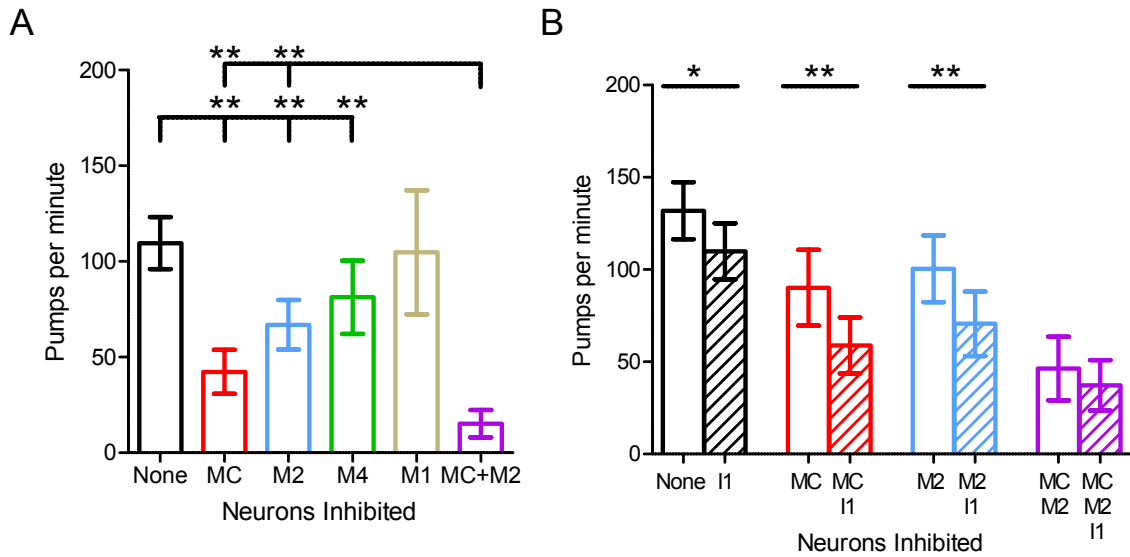 A
** **
** ** **
200
150
100
50
0
Pumps per minute
None MC M2 M4 M1 MC+M2
Neurons Inhibited
B
* ** **
200
150
100
50
0
Pumps per minute
None I1 MC MC M2 M2 MC MC
I1 I1 M2 M2
I1
Neurons Inhibited